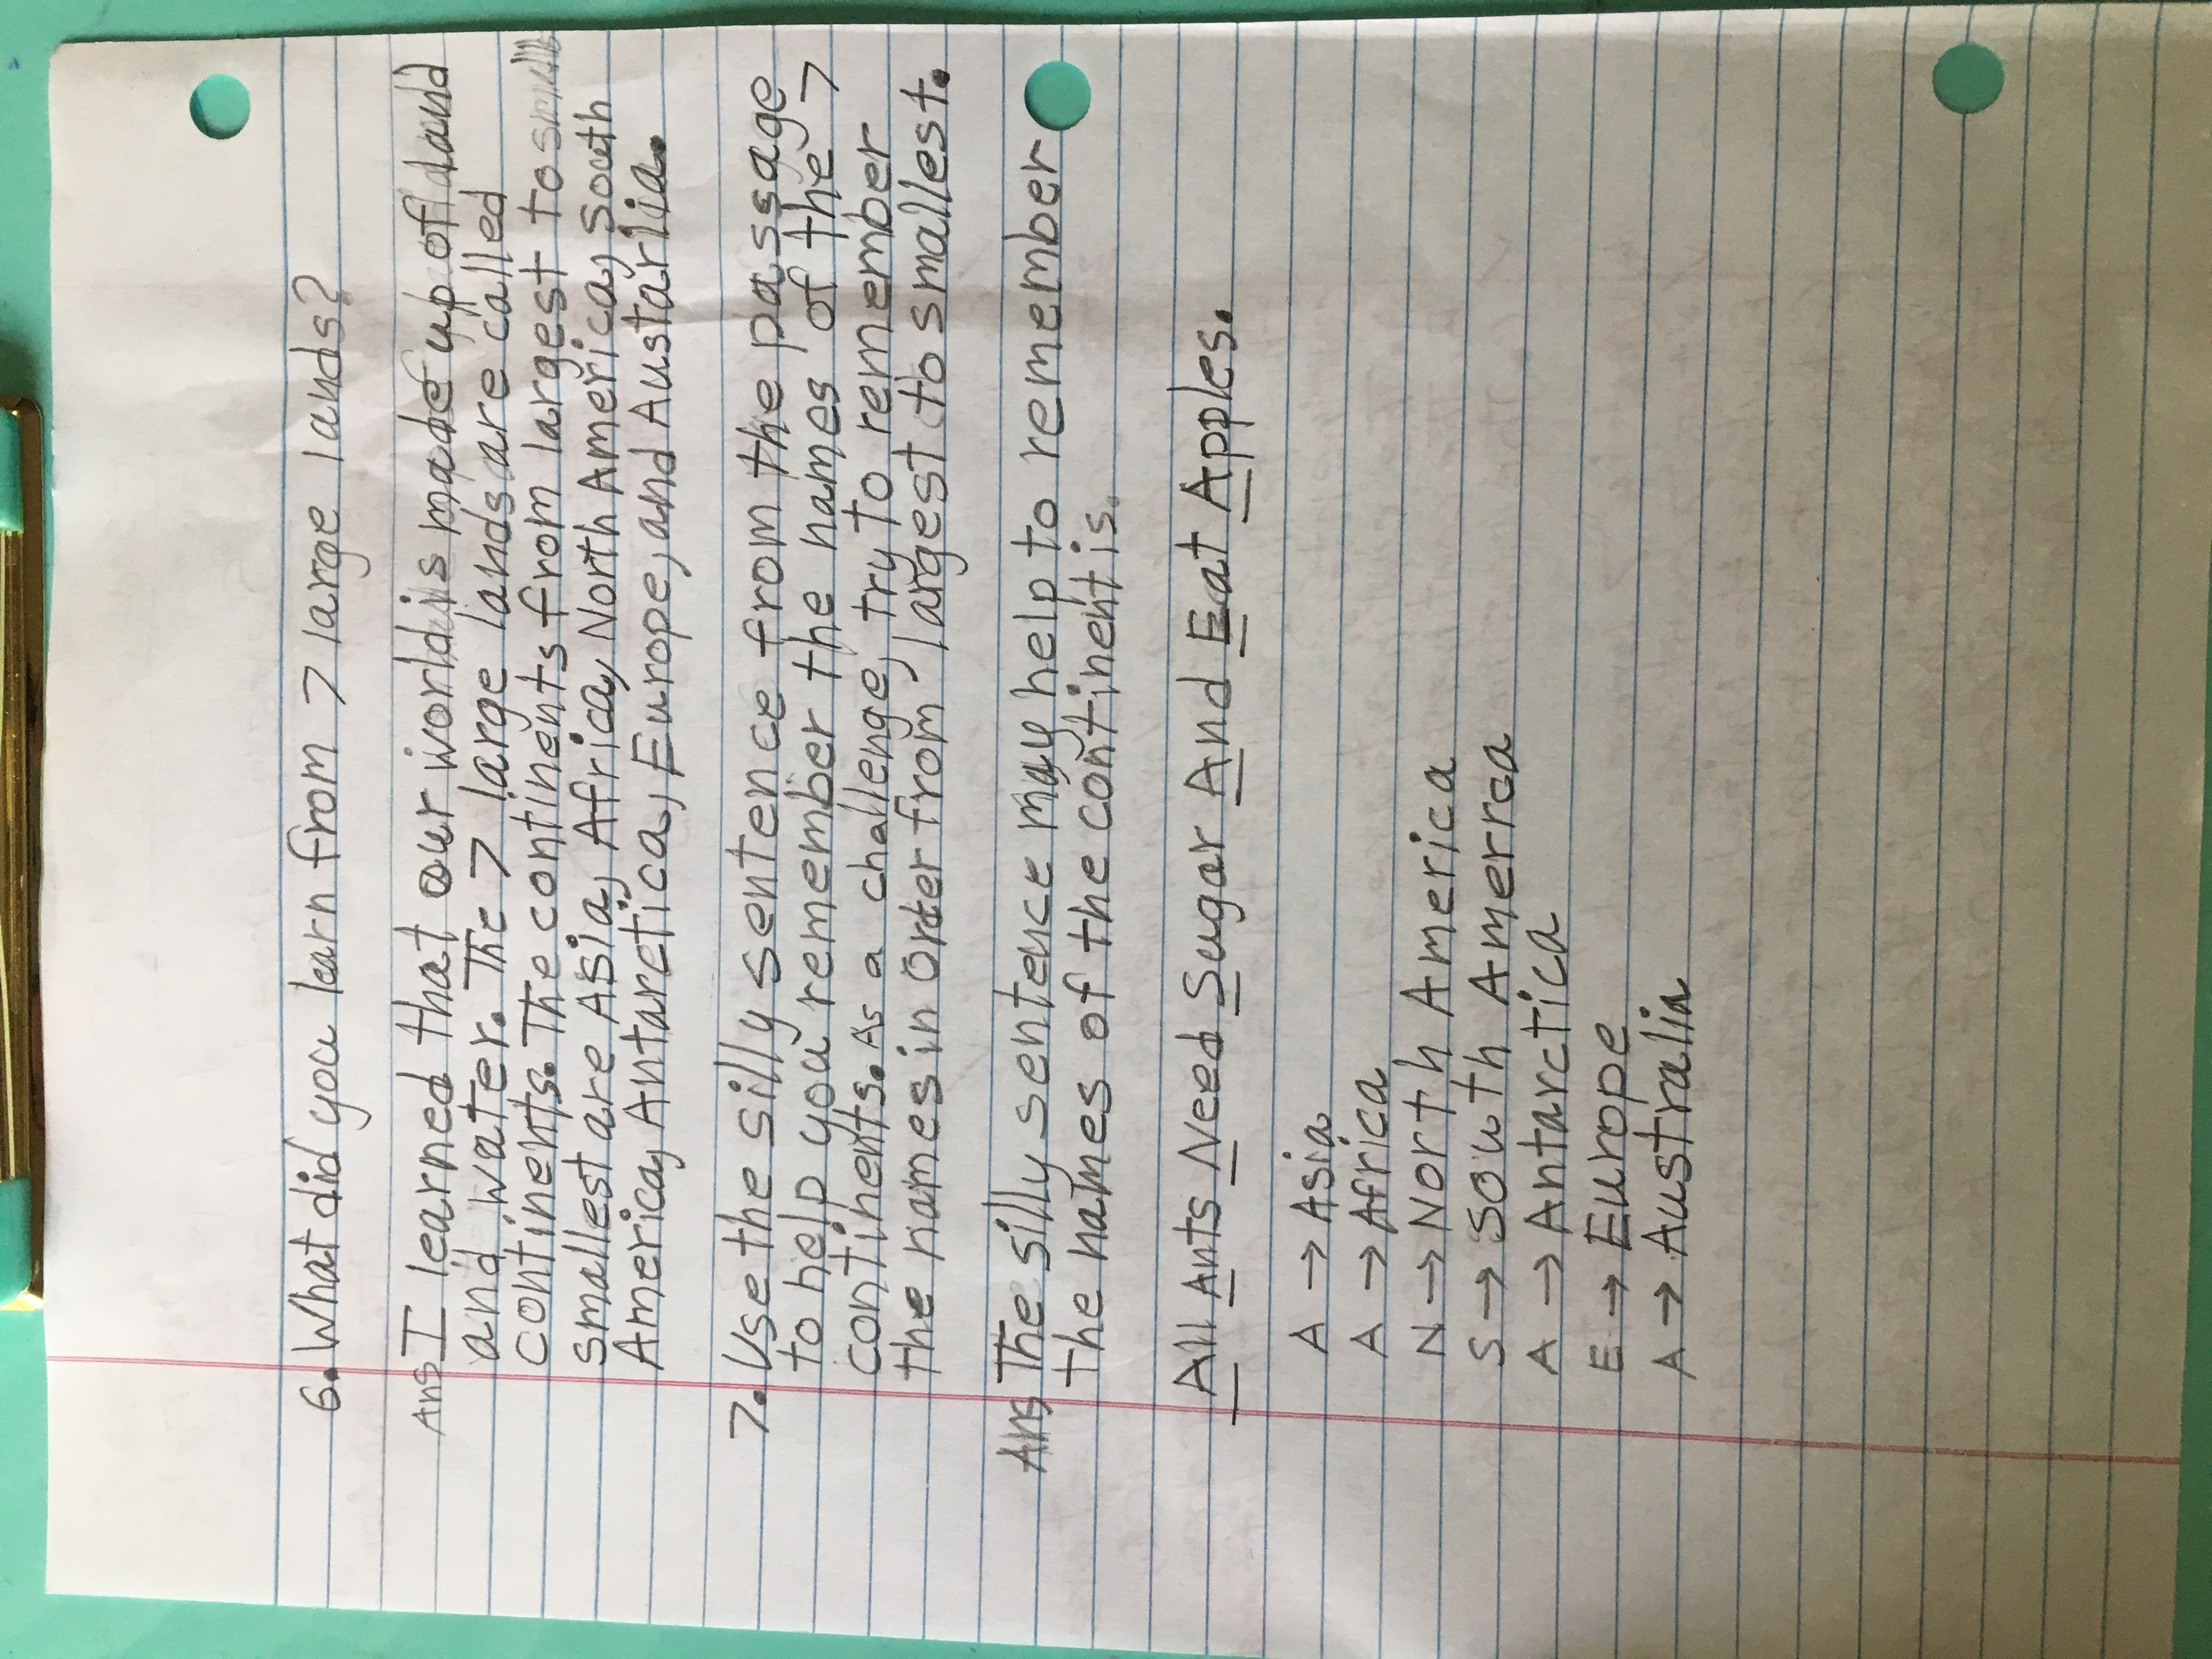 6. What did you learn from 7 large lands?
Ans I learned that our world is made up of land
and water. The 7 large lands are called
continents. The continents from largest to
smallest are Asia, Africa, North America, South
America, Antarctica, Europe, and Austarlia.
7. Use the silly sentence from the passage
to help you remember the names of the 7
continents. As a challenge, try to remember
the names in Order from largest to smallest.
Ans The silly sentence may help to remember
the names of the continent is.
All Ants Need Sugar And Eat Apples.
A → Asia
A → Africa
N → North America
S → South Amerrca
A → Antarctica
E → Europe
A → Australia